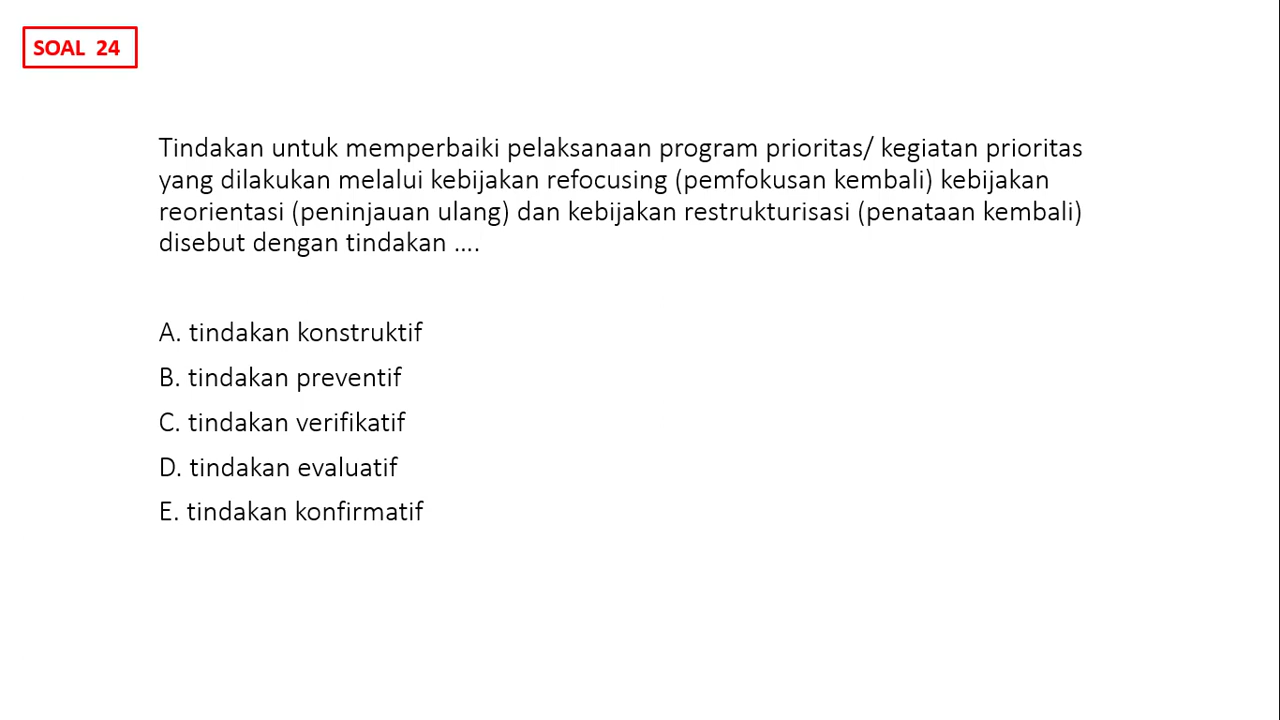 SOAL 24
Tindakan untuk memperbaiki pelaksanaan program prioritas/ kegiatan prioritas
yang dilakukan melalui kebijakan refocusing (pemfokusan kembali) kebijakan
reorientasi (peninjauan ulang) dan kebijakan restrukturisasi (penataan kembali)
disebut dengan tindakan ....
A. tindakan konstruktif
B. tindakan preventif
C. tindakan verifikatif
D. tindakan evaluatif
E. tindakan konfirmatif